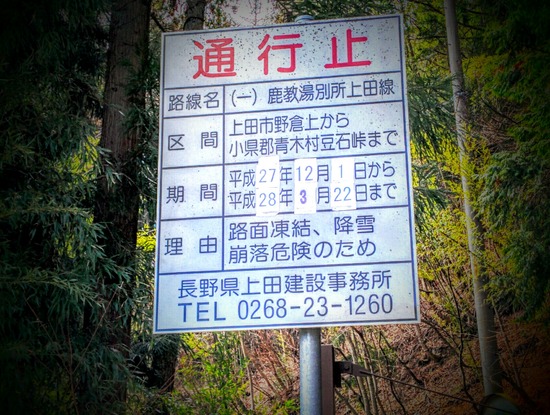 通行止
路線名 (一) 鹿教湯別所上田線
区間 上田市野倉上から
小県郡青木村豆石峠まで
期間 平成27年12月1日から
平成28年3月22日まで
理由 路面凍結、降雪
崩落危険のため
長野県上田建設事務所
TEL 0268-23-1260